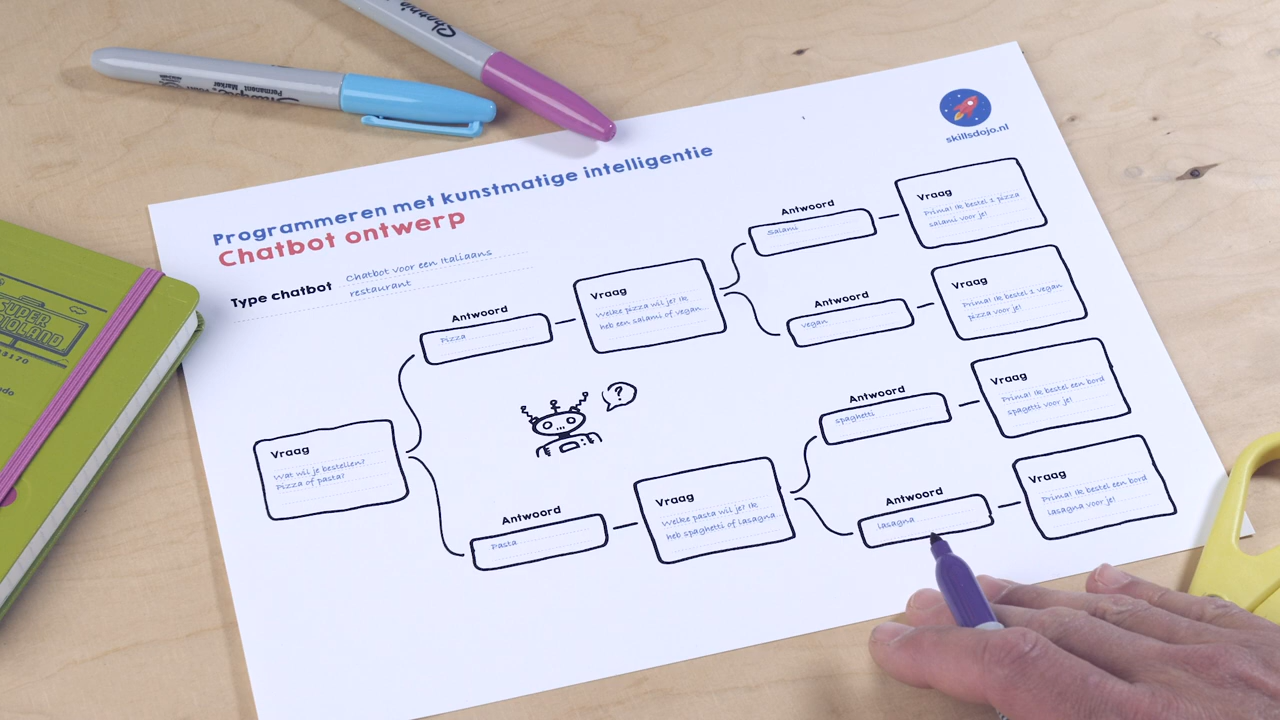 Sharpie
Permanent Marker
skillsdojo.nl
Programmeren met kunstmatige intelligentie
Chatbot ontwerp
Type chatbot
Chatbot voor een Italiaans
restaurant
Vraag
Wat wil je bestellen?
Pizza of pasta?
Antwoord
Pizza
Vraag
Welke pizza wil je? Ik
heb een salami of vegan
Antwoord
Salami
Vraag
Prima! Ik bestel 1 pizza
salami voor je!
Antwoord
vegan
Vraag
Prima! Ik bestel 1 vegan
pizza voor je!
Antwoord
Pasta
Vraag
Welke pasta wil je? Ik
heb spaghetti of lasagna
Antwoord
spaghetti
Vraag
Prima! Ik bestel een bord
spagetti voor je!
Antwoord
lasagna
Vraag
Prima! Ik bestel een bord
lasagna voor je!
?
SUPER